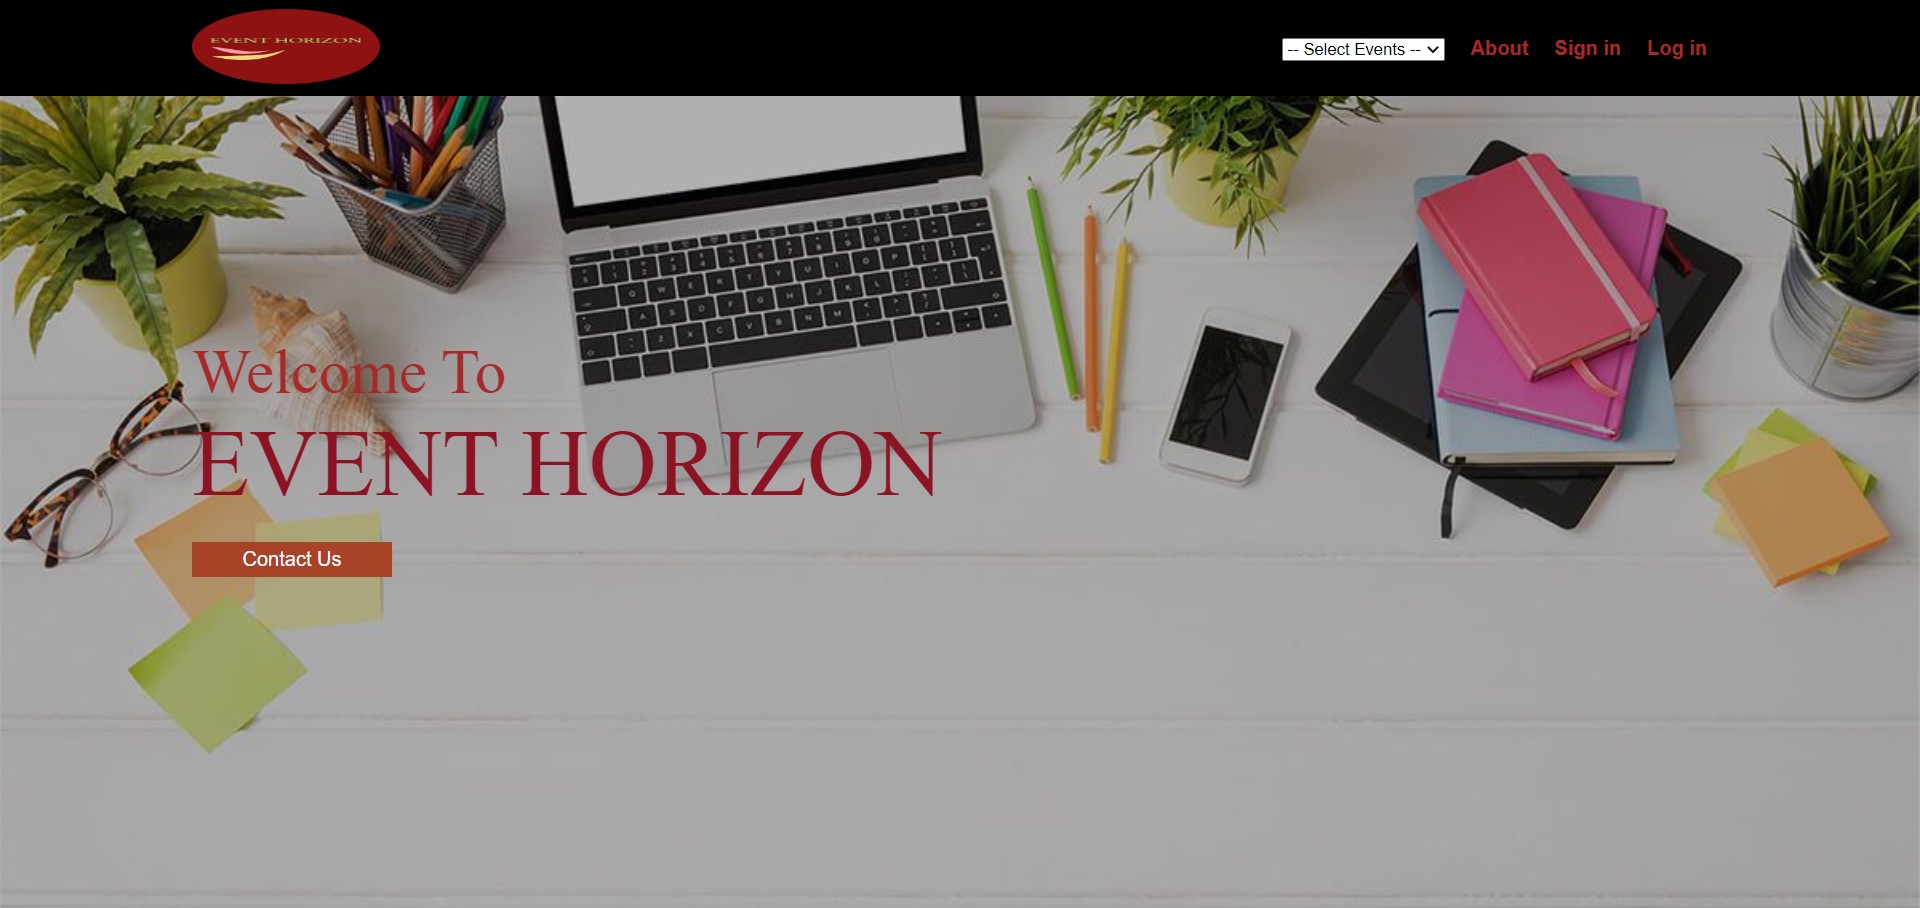 EVENT HORIZON
-- Select Events --
About
Sign in
Log in
Welcome To
EVENT HORIZON
Contact Us